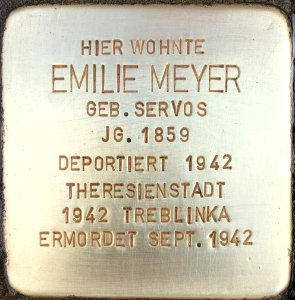 HIER WOHNTE
EMILIE MEYER
GEB. SERVOS
JG. 1859
DEPORTIERT 1942
THERESIENSTADT
1942 TREBLINKA
ERMORDET SEPT. 1942